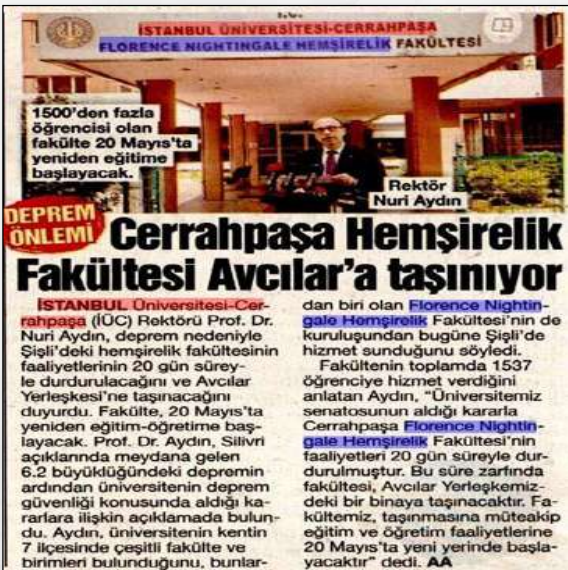 İSTANBUL ÜNİVERSİTESİ-CERRAHPAŞA
FLORENCE NIGHTINGALE HEMŞİRELİK FAKÜLTESİ
1500'den fazla
öğrencisi olan
fakülte 20 Mayıs'ta
yeniden eğitime
başlayacak.
Rektör
Nuri Aydın
DEPREM
ÖNLEMİ
Cerrahpaşa Hemşirelik
Fakültesi Avcılar'a taşınıyor
İSTANBUL Üniversitesi-Cer-
rahpaşa (İÜC) Rektörü Prof. Dr.
Nuri Aydın, deprem nedeniyle
Şişli'deki hemşirelik fakültesinin
faaliyetlerinin 20 gün sürey-
le durdurulacağını ve Avcılar
Yerleşkesi'ne taşınacağını
duyurdu. Fakülte, 20 Mayıs'ta
yeniden eğitim-öğretime baş-
layacak. Prof. Dr. Aydın, Silivri
açıklarında meydana gelen
6.2 büyüklüğündeki depremin
ardından üniversitenin deprem
güvenliği konusunda aldığı ka-
rarlara ilişkin açıklamada bulun-
du. Aydın, üniversitenin kentin
7 ilçesinde çeşitli fakülte ve
birimleri bulunduğunu, bunlar-
dan biri olan Florence Nightin-
gale Hemşirelik Fakültesi'nin de
kuruluşundan bugüne Şişli'de
hizmet sunduğunu söyledi.
Fakültenin toplamda 1537
öğrenciye hizmet verdiğini
anlatan Aydın, "Üniversitemiz
senatosunun aldığı kararla
Cerrahpaşa Florence Nightin-
gale Hemşirelik Fakültesi'nin
faaliyetleri 20 gün süreyle dur-
durulmuştur. Bu süre zarfında
fakültesi, Avcılar Yerleşkemiz-
deki bir binaya taşınacaktır. Fa-
kültemiz, taşınmasına müteakip
eğitim ve öğretim faaliyetlerine
20 Mayıs'ta yeni yerinde başla-
yacaktır" dedi. AA